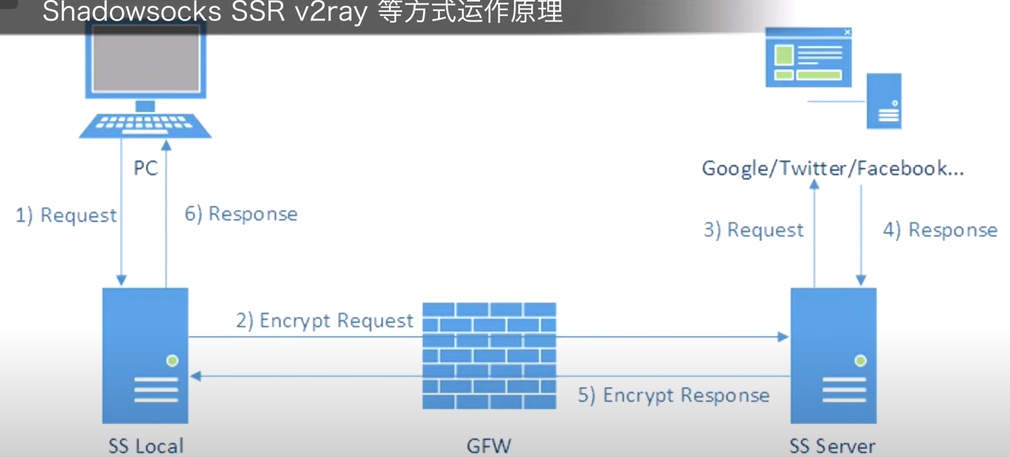 Shadowsocks SSR v2ray 等方式运作原理
PC
Google/Twitter/Facebook...
1) Request
6) Response
3) Request
4) Response
2) Encrypt Request
5) Encrypt Response
SS Local
GFW
SS Server